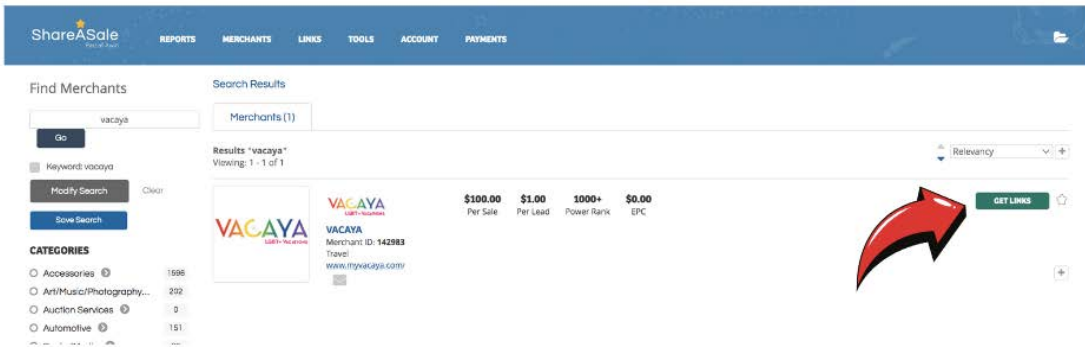 ShareASale
REPORTS MERCHANTS LINKS TOOLS ACCOUNT PAYMENTS
Find Merchants
vacaya
Go
Keyword: vacaya
Modify Search Clear
Save Search
CATEGORIES
Accessories 1596
Art/Music/Photography... 202
Auction Services 0
Automotive 151
Search Results
Merchants (1)
Results "vacaya"
Viewing: 1 - 1 of 1
Relevancy
VACAYA
LGBT+ Vacations
VACAYA
LGBT+ Vacations
VACAYA
Merchant ID: 142983
Travel
www.myvacaya.com/
$100.00 $1.00 1000+ $0.00
Per Sale Per Lead Power Rank EPC
GET LINKS